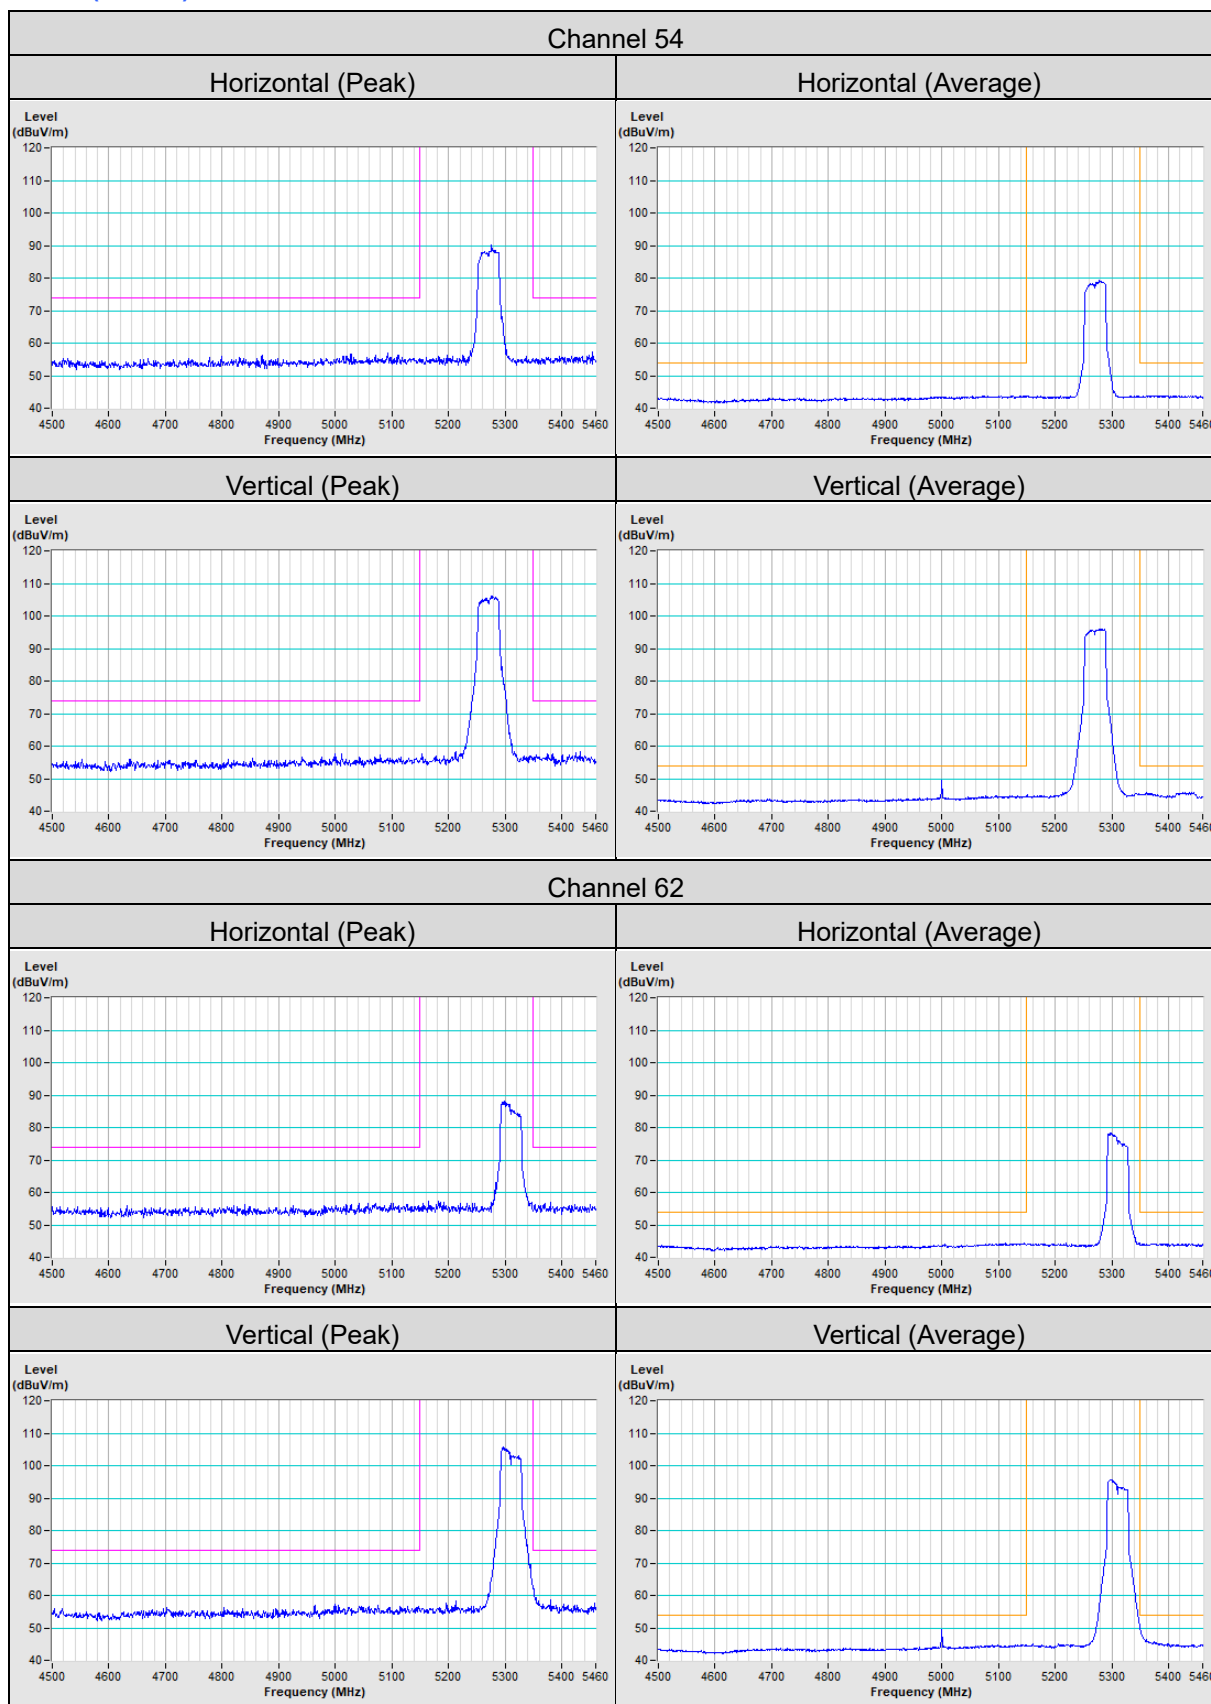 Channel 54
Horizontal (Peak) Horizontal (Average)
Level Level
(dBuV/m) (dBuV/m)
120 120
110 110
100 100
90 90
80 80
70 70
60 60
50 50
40 40
4500 4600 4700 4800 4900 5000 5100 5200 5300 5400 5460 4500 4600 4700 4800 4900 5000 5100 5200 5300 5400 5460
Frequency (MHz) Frequency (MHz)
Vertical (Peak) Vertical (Average)
Level Level
(dBuV/m) (dBuV/m)
120 120
110 110
100 100
90 90
80 80
70 70
60 60
50 50
40 40
4500 4600 4700 4800 4900 5000 5100 5200 5300 5400 5460 4500 4600 4700 4800 4900 5000 5100 5200 5300 5400 5460
Frequency (MHz) Frequency (MHz)
Channel 62
Horizontal (Peak) Horizontal (Average)
Level Level
(dBuV/m) (dBuV/m)
120 120
110 110
100 100
90 90
80 80
70 70
60 60
50 50
40 40
4500 4600 4700 4800 4900 5000 5100 5200 5300 5400 5460 4500 4600 4700 4800 4900 5000 5100 5200 5300 5400 5460
Frequency (MHz) Frequency (MHz)
Vertical (Peak) Vertical (Average)
Level Level
(dBuV/m) (dBuV/m)
120 120
110 110
100 100
90 90
80 80
70 70
60 60
50 50
40 40
4500 4600 4700 4800 4900 5000 5100 5200 5300 5400 5460 4500 4600 4700 4800 4900 5000 5100 5200 5300 5400 5460
Frequency (MHz) Frequency (MHz)